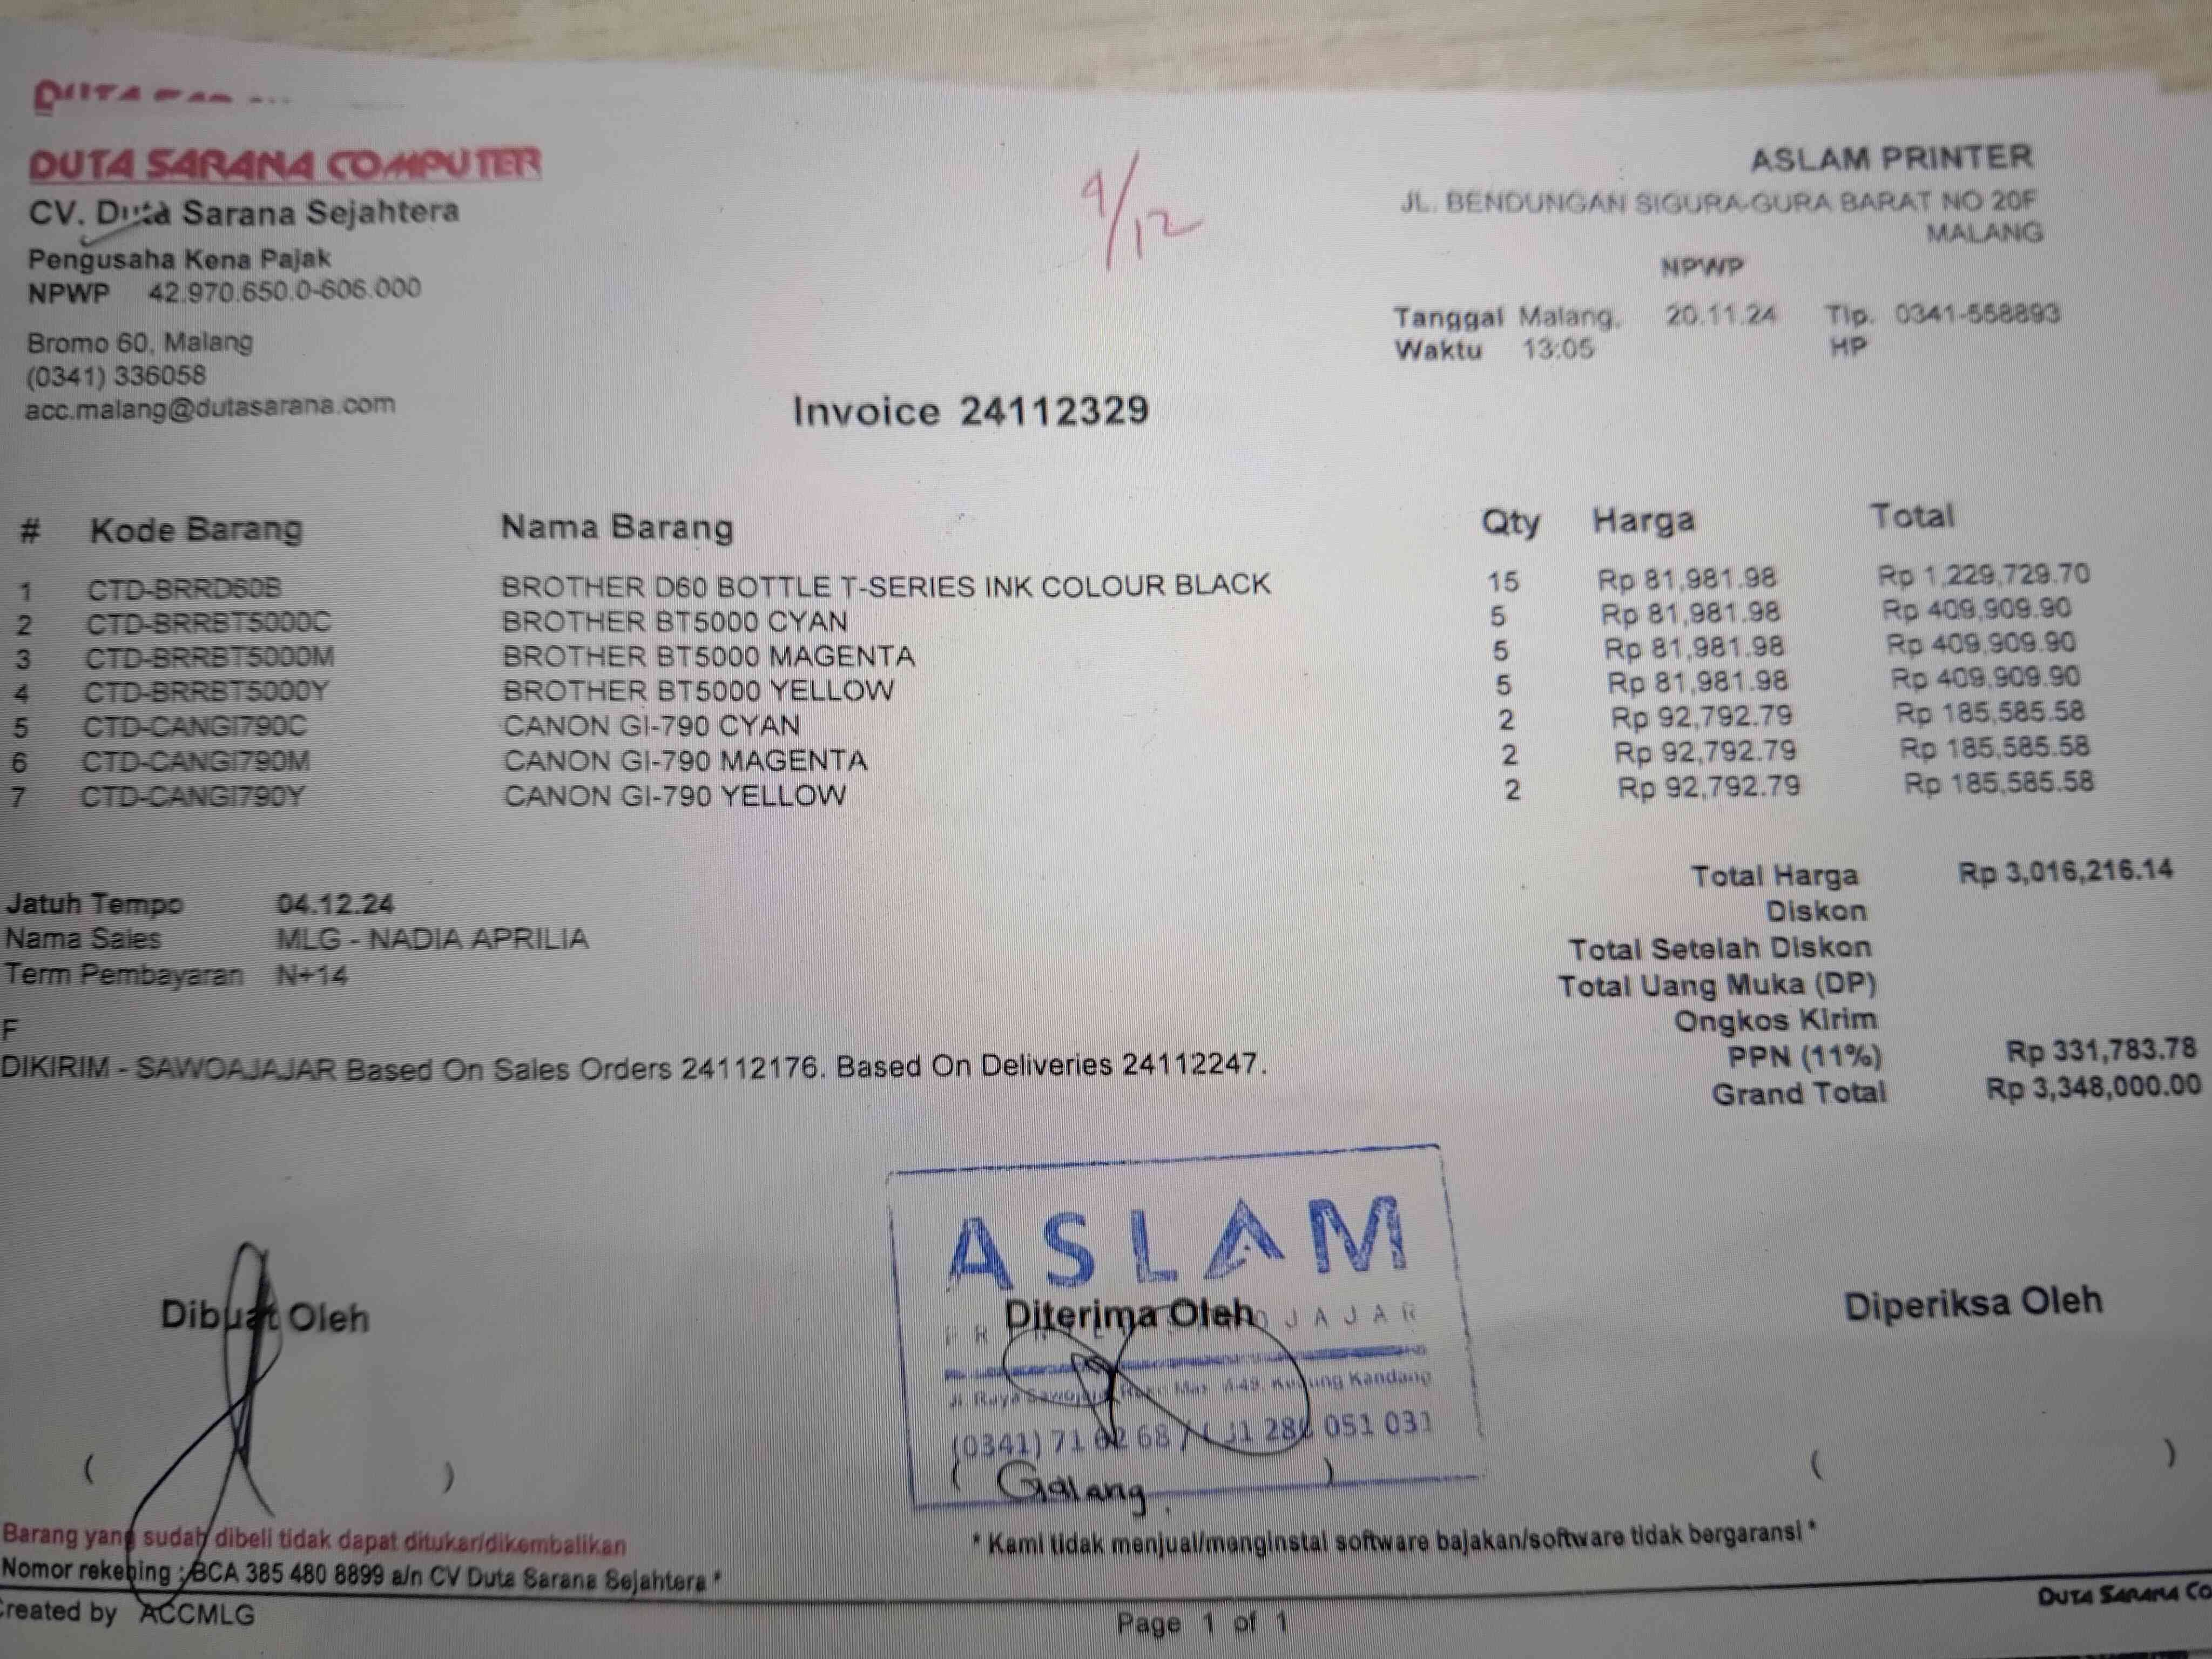 DUTA SARANA COMPUTER
CV. Duta Sarana Sejahtera
Pengusaha Kena Pajak
NPWP 42.970.650.0-606.000
Bromo 60, Malang
(0341) 336058
acc.malang@dutasarana.com
/12
ASLAM PRINTER
JL. BENDUNGAN SIGURA-GURA BARAT NO 20F
MALANG
NPWP
Tanggal Malang, 20.11.24 Tlp. 0341-558893
Waktu 13:05 HP
Invoice 24112329
# Kode Barang Nama Barang Qty Harga Total
1 CTD-BRRD60B BROTHER D60 BOTTLE T-SERIES INK COLOUR BLACK 15 Rp 81,981.98 Rp 1,229,729.70
2 CTD-BRRBT5000C BROTHER BT5000 CYAN 5 Rp 81,981.98 Rp 409,909.90
3 CTD-BRRBT5000M BROTHER BT5000 MAGENTA 5 Rp 81,981.98 Rp 409,909.90
4 CTD-BRRBT5000Y BROTHER BT5000 YELLOW 5 Rp 81,981.98 Rp 409,909.90
5 CTD-CANGI790C CANON GI-790 CYAN 2 Rp 92,792.79 Rp 185,585.58
6 CTD-CANGI790M CANON GI-790 MAGENTA 2 Rp 92,792.79 Rp 185,585.58
7 CTD-CANGI790Y CANON GI-790 YELLOW 2 Rp 92,792.79 Rp 185,585.58
Total Harga Rp 3,016,216.14
Diskon
Total Setelah Diskon
Total Uang Muka (DP)
Ongkos Kirim
PPN (11%) Rp 331,783.78
Grand Total Rp 3,348,000.00
Jatuh Tempo 04.12.24
Nama Sales MLG - NADIA APRILIA
Term Pembayaran N+14
F
DIKIRIM - SAWOAJAJAR Based On Sales Orders 24112176. Based On Deliveries 24112247.
ASLAM
Dibuat Oleh Diterima Oleh Diperiksa Oleh
Jl. Raya Kandang
(0341) 051 031
( ) ( Galang ) ( )
Barang yang sudah dibeli tidak dapat ditukar/dikembalikan
* Kami tidak menjual/menginstal software bajakan/software tidak bergaransi *
Nomor rekening : BCA 385 480 8899 a/n CV Duta Sarana Sejahtera *
DUTA SARANA CO
Created by ACCMLG
Page 1 of 1